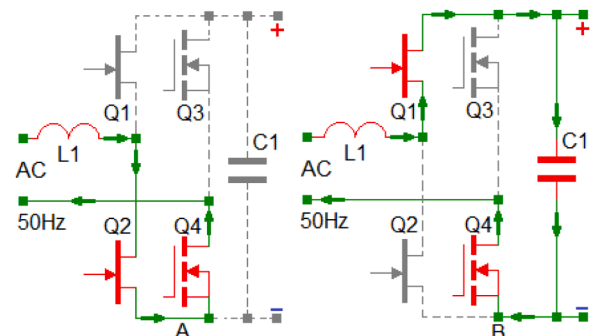 + +
Q1 Q3 Q1 Q3
L1 C1 L1 C1
AC AC
50Hz Q2 Q4 50Hz Q2 Q4
– –
A B